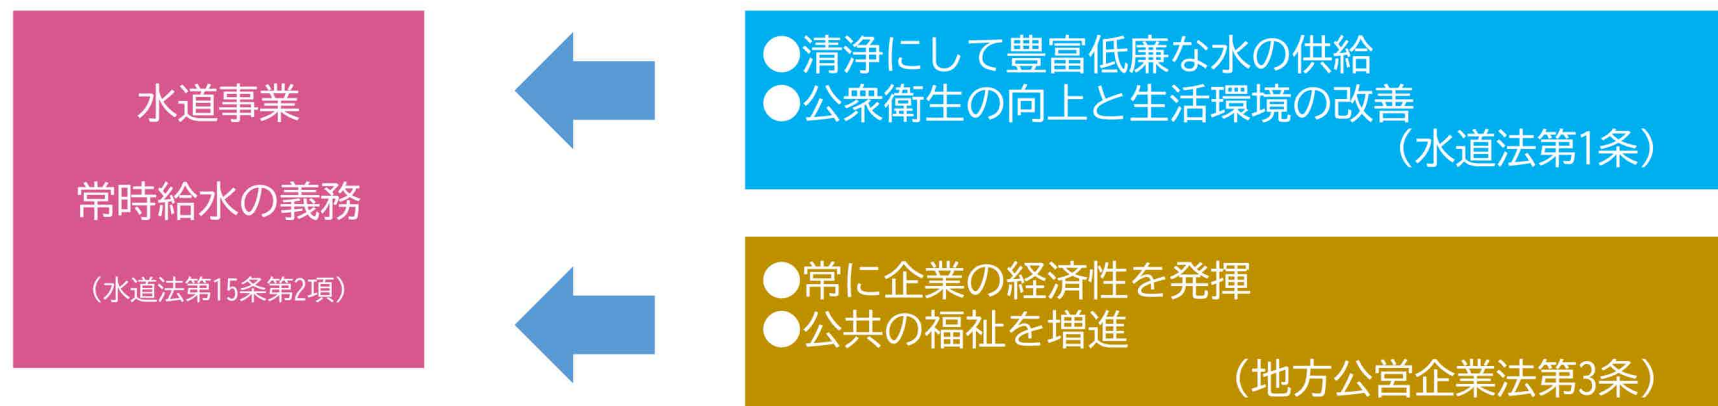 水道事業
常時給水の義務
（水道法第15条第2項）
●清浄にして豊富低廉な水の供給
●公衆衛生の向上と生活環境の改善
（水道法第1条）
●常に企業の経済性を発揮
●公共の福祉を増進
（地方公営企業法第3条）